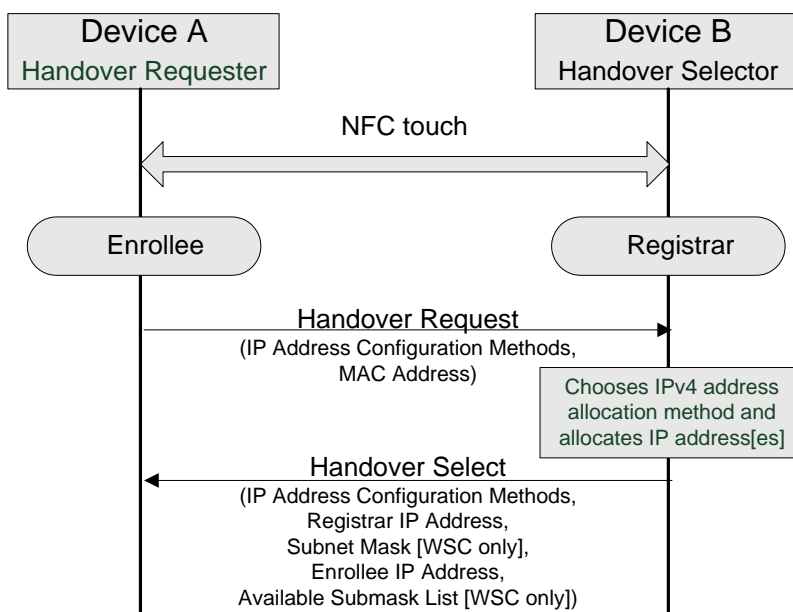 Device A
Handover Requester
Device B
Handover Selector
NFC touch
Enrollee
Registrar
Handover Request
(IP Address Configuration Methods,
MAC Address)
Chooses IPv4 address
allocation method and
allocates IP address[es]
Handover Select
(IP Address Configuration Methods,
Registrar IP Address,
Subnet Mask [WSC only],
Enrollee IP Address,
Available Submask List [WSC only])